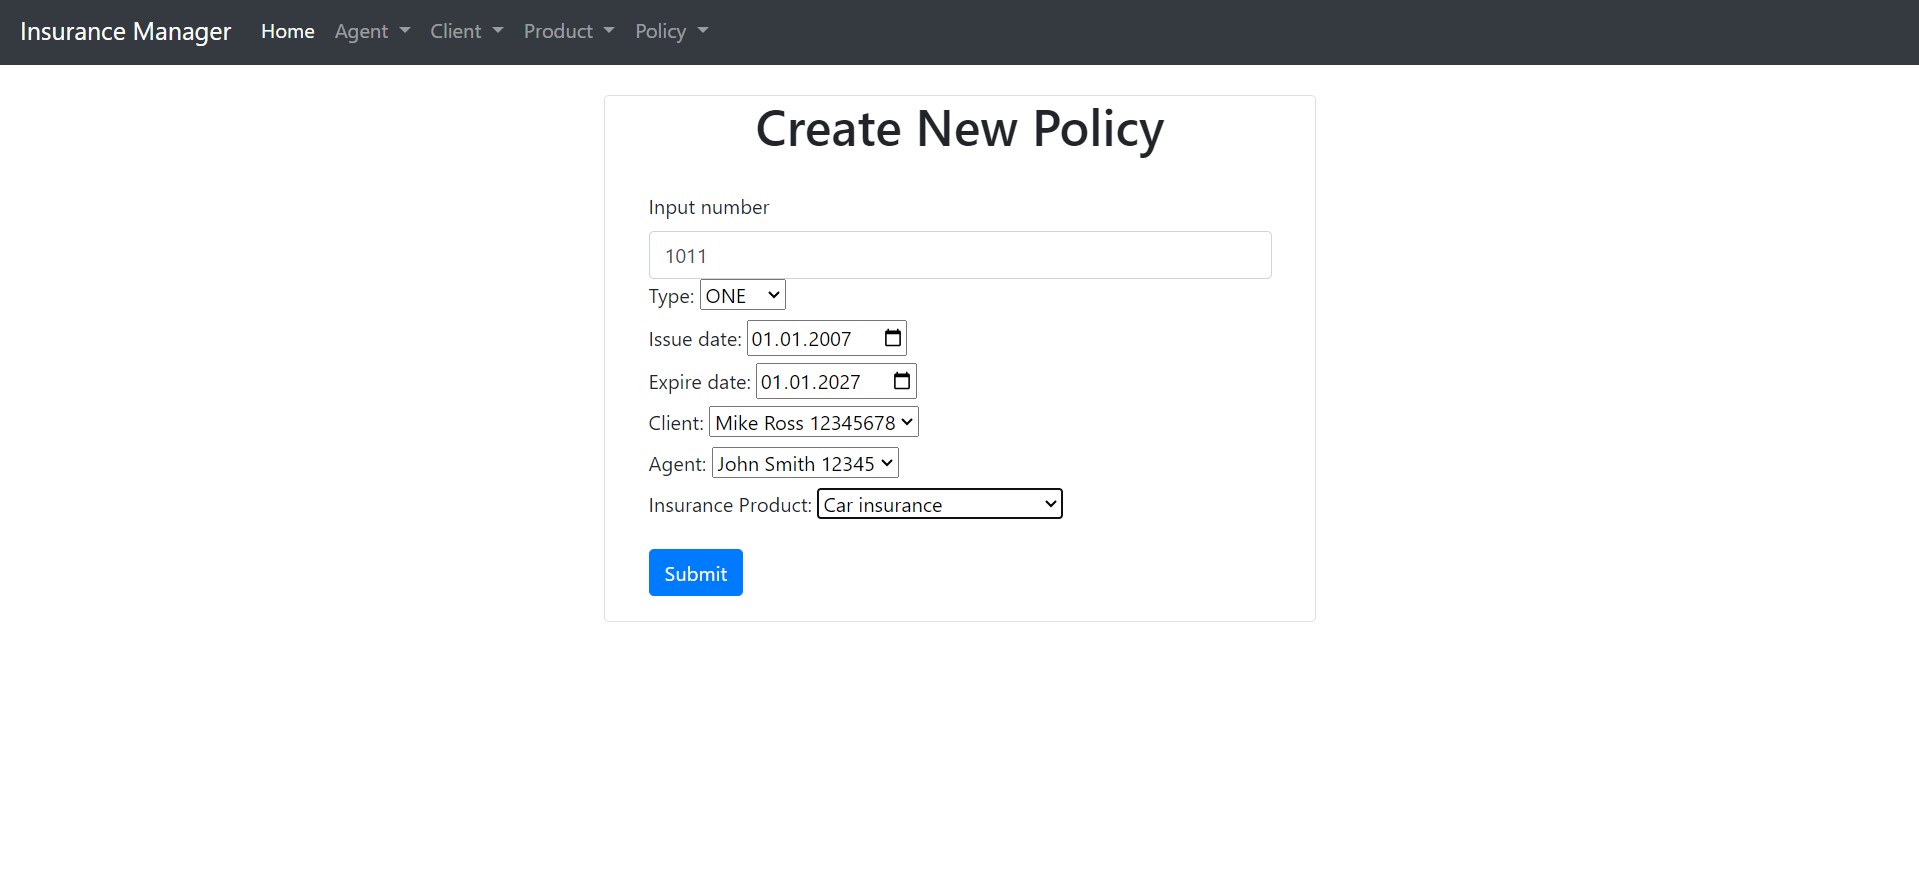 Insurance Manager Home Agent Client Product Policy
Create New Policy
Input number
1011
Type: ONE
Issue date: 01.01.2007
Expire date: 01.01.2027
Client: Mike Ross 12345678
Agent: John Smith 12345
Insurance Product: Car insurance
Submit